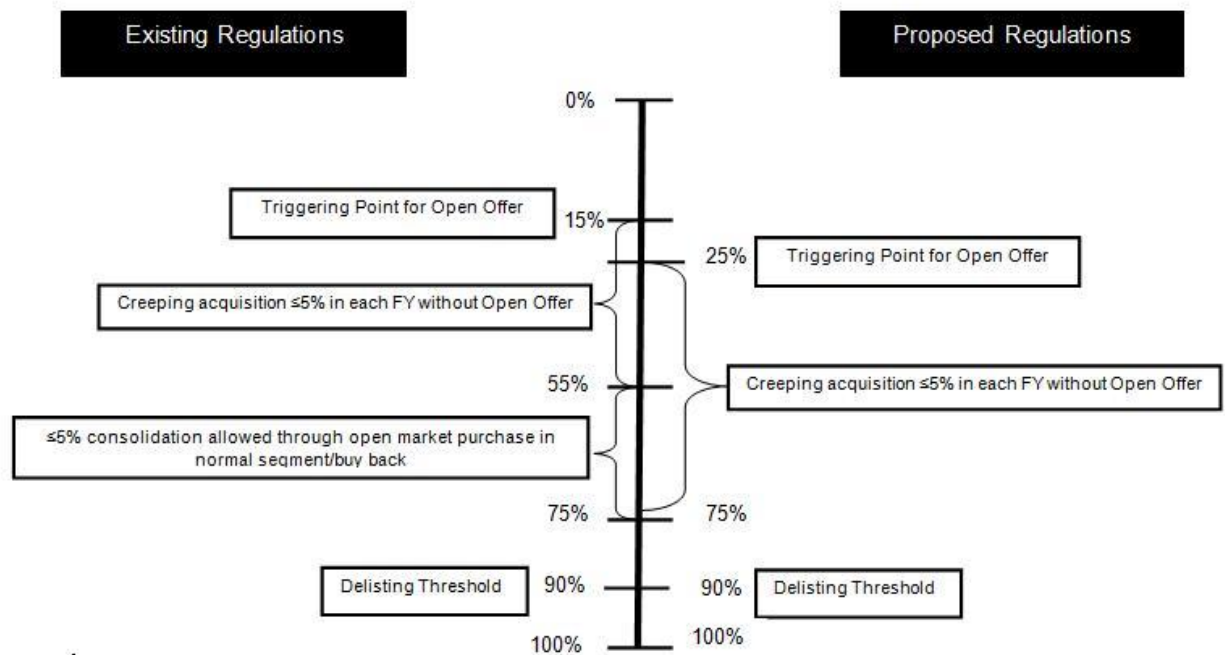 Existing Regulations
Proposed Regulations
0%
Triggering Point for Open Offer
15%
25%
Triggering Point for Open Offer
Creeping acquisition ≤5% in each FY without Open Offer
55%
Creeping acquisition ≤5% in each FY without Open Offer
≤5% consolidation allowed through open market purchase in
normal segment/buy back
75%
75%
Delisting Threshold
90%
90%
Delisting Threshold
100%
100%